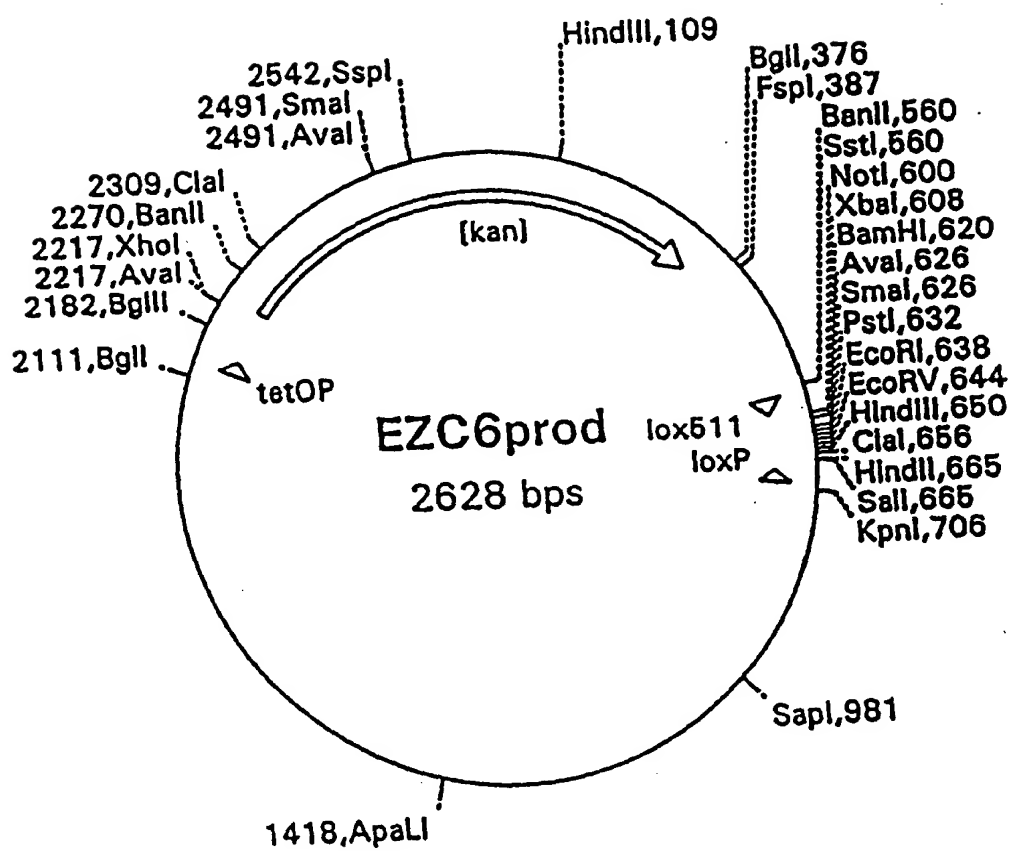 HindIII,109
2542,SspI
2491,SmaI
2491,AvaI
2309,ClaI
2270,BanII
2217,XhoI
2217,AvaI
2182,BglII
2111,BglI
BglI,376
FspI,387
BanII,560
SstI,560
NotI,600
XbaI,608
BamHI,620
AvaI,626
SmaI,626
PstI,632
EcoRI,638
EcoRV,644
HindIII,650
ClaI,656
HindII,665
SalI,665
KpnI,706
[kan]
tetOP
EZC6prod
2628 bps
lox511
loxP
SapI,981
1418,ApaLI